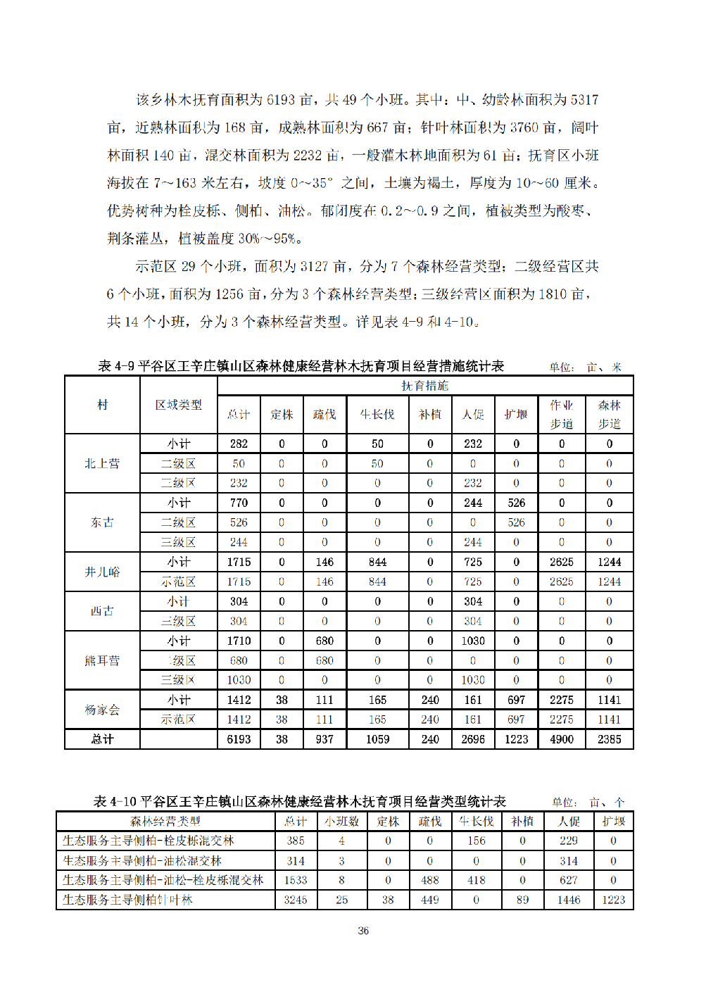 该乡林木抚育面积为 6193 亩，共 49 个小班。其中：中、幼龄林面积为 5317
亩，近熟林面积为 168 亩，成熟林面积为 667 亩；针叶林面积为 3760 亩，阔叶
林面积 140 亩，混交林面积为 2232 亩，一般灌木林地面积为 61 亩；抚育区小班
海拔在 7～163 米左右，坡度 0～35° 之间，土壤为褐土，厚度为 10～60 厘米。
优势树种为栓皮栎、侧柏、油松。郁闭度在 0.2～0.9 之间，植被类型为酸枣、
荆条灌丛，植被盖度 30%～95%。
示范区 29 个小班，面积为 3127 亩，分为 7 个森林经营类型；二级经营区共
6 个小班，面积为 1256 亩，分为 3 个森林经营类型；三级经营区面积为 1810 亩，
共 14 个小班，分为 3 个森林经营类型。详见表 4-9 和 4-10。
表 4-9 平谷区王辛庄镇山区森林健康经营林木抚育项目经营措施统计表 单位： 亩、米
村 区域类型 抚育措施
总计 定株 疏伐 生长伐 补植 人促 扩堰 作业步道 森林步道
北上营 小计 282 0 0 50 0 232 0 0 0
二级区 50 0 0 50 0 0 0 0 0
三级区 232 0 0 0 0 232 0 0 0
东古 小计 770 0 0 0 0 244 526 0 0
二级区 526 0 0 0 0 0 526 0 0
三级区 244 0 0 0 0 244 0 0 0
井儿峪 小计 1715 0 146 844 0 725 0 2625 1244
示范区 1715 0 146 844 0 725 0 2625 1244
西古 小计 304 0 0 0 0 304 0 0 0
三级区 304 0 0 0 0 304 0 0 0
熊耳营 小计 1710 0 680 0 0 1030 0 0 0
二级区 680 0 680 0 0 0 0 0 0
三级区 1030 0 0 0 0 1030 0 0 0
杨家会 小计 1412 38 111 165 240 161 697 2275 1141
示范区 1412 38 111 165 240 161 697 2275 1141
总计 6193 38 937 1059 240 2696 1223 4900 2385
表 4-10 平谷区王辛庄镇山区森林健康经营林木抚育项目经营类型统计表 单位： 亩、个
森林经营类型 总计 小班数 定株 疏伐 生长伐 补植 人促 扩堰
生态服务主导侧柏-栓皮栎混交林 385 4 0 0 156 0 229 0
生态服务主导侧柏-油松混交林 314 3 0 0 0 0 314 0
生态服务主导侧柏-油松-栓皮栎混交林 1533 8 0 488 418 0 627 0
生态服务主导侧柏针叶林 3245 25 38 449 0 89 1446 1223
36